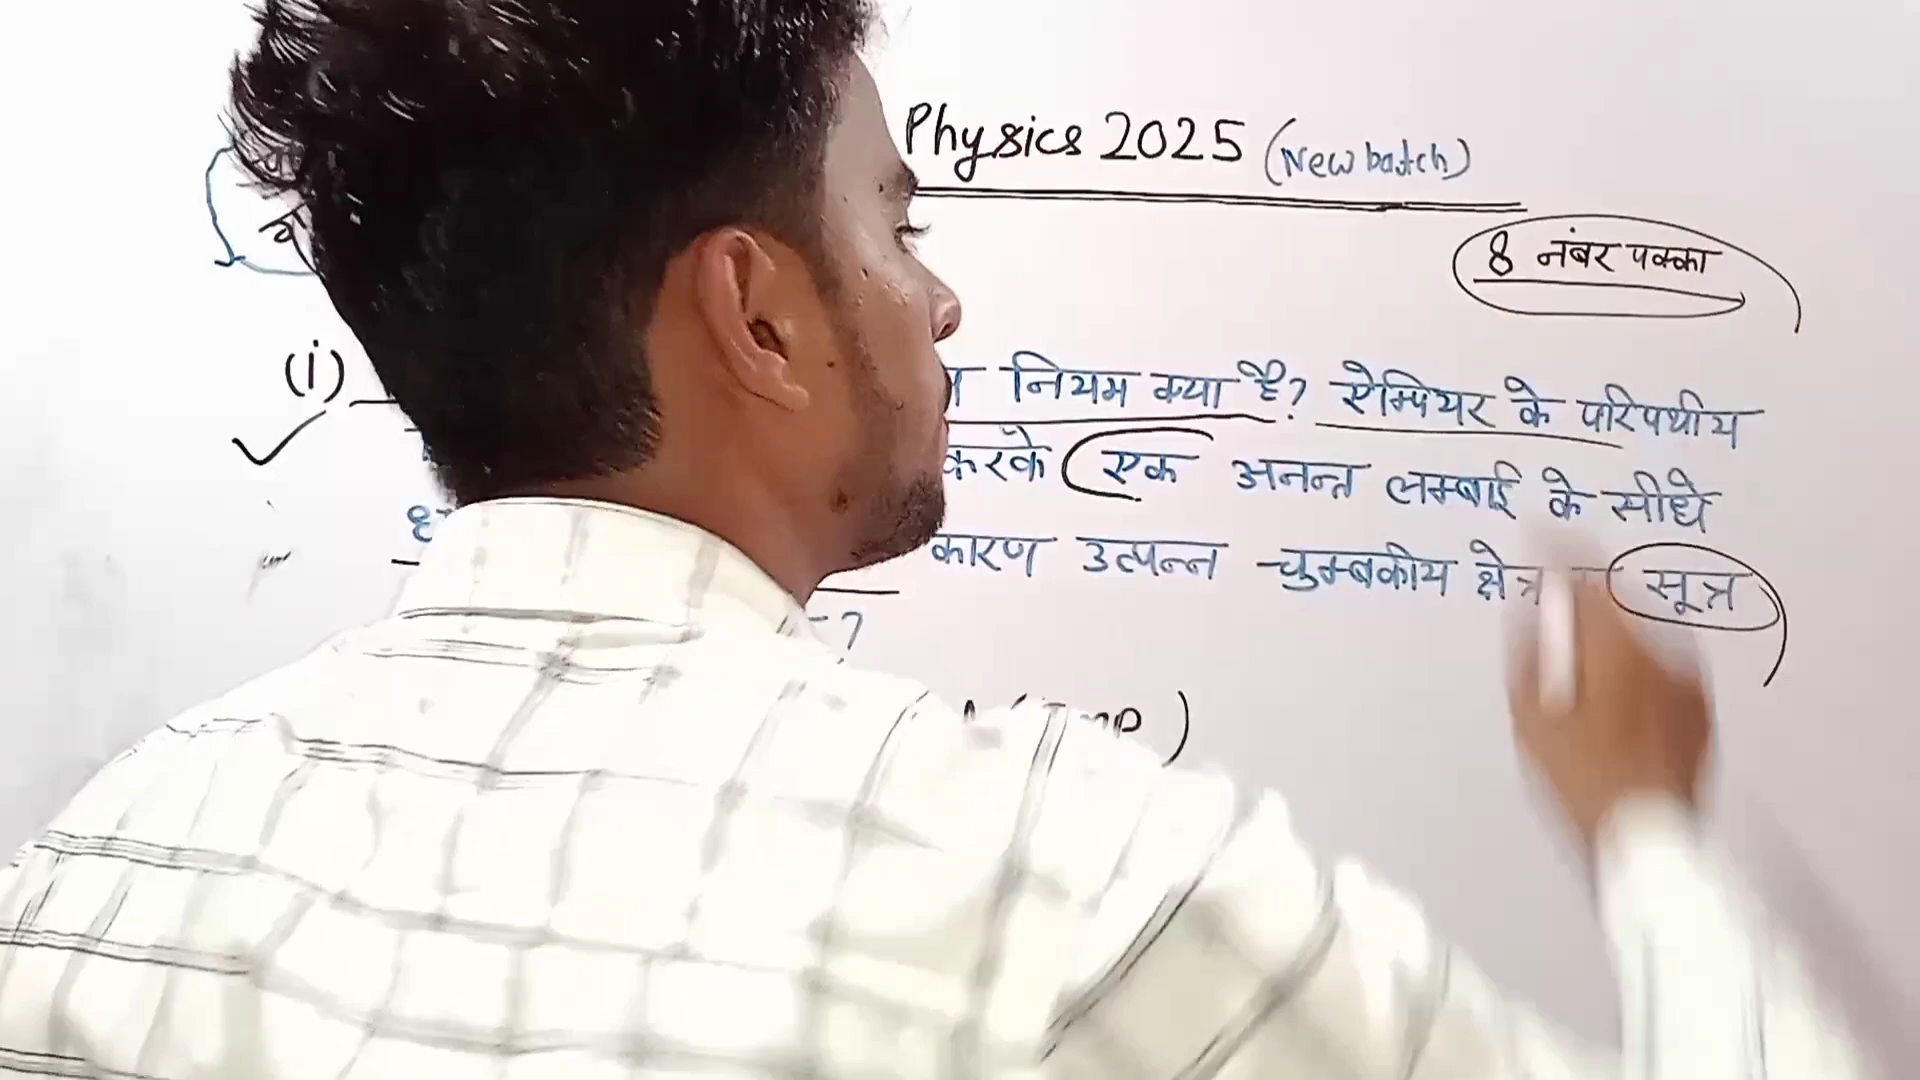 Physics 2025 (New batch)
8 नंबर पक्का
(i) नियम क्या है? ऐम्पियर के परिपथीय
करके एक अनन्त लम्बाई के सीधे
कारण उत्पन्न चुम्बकीय क्षेत्र सूत्र
?
)